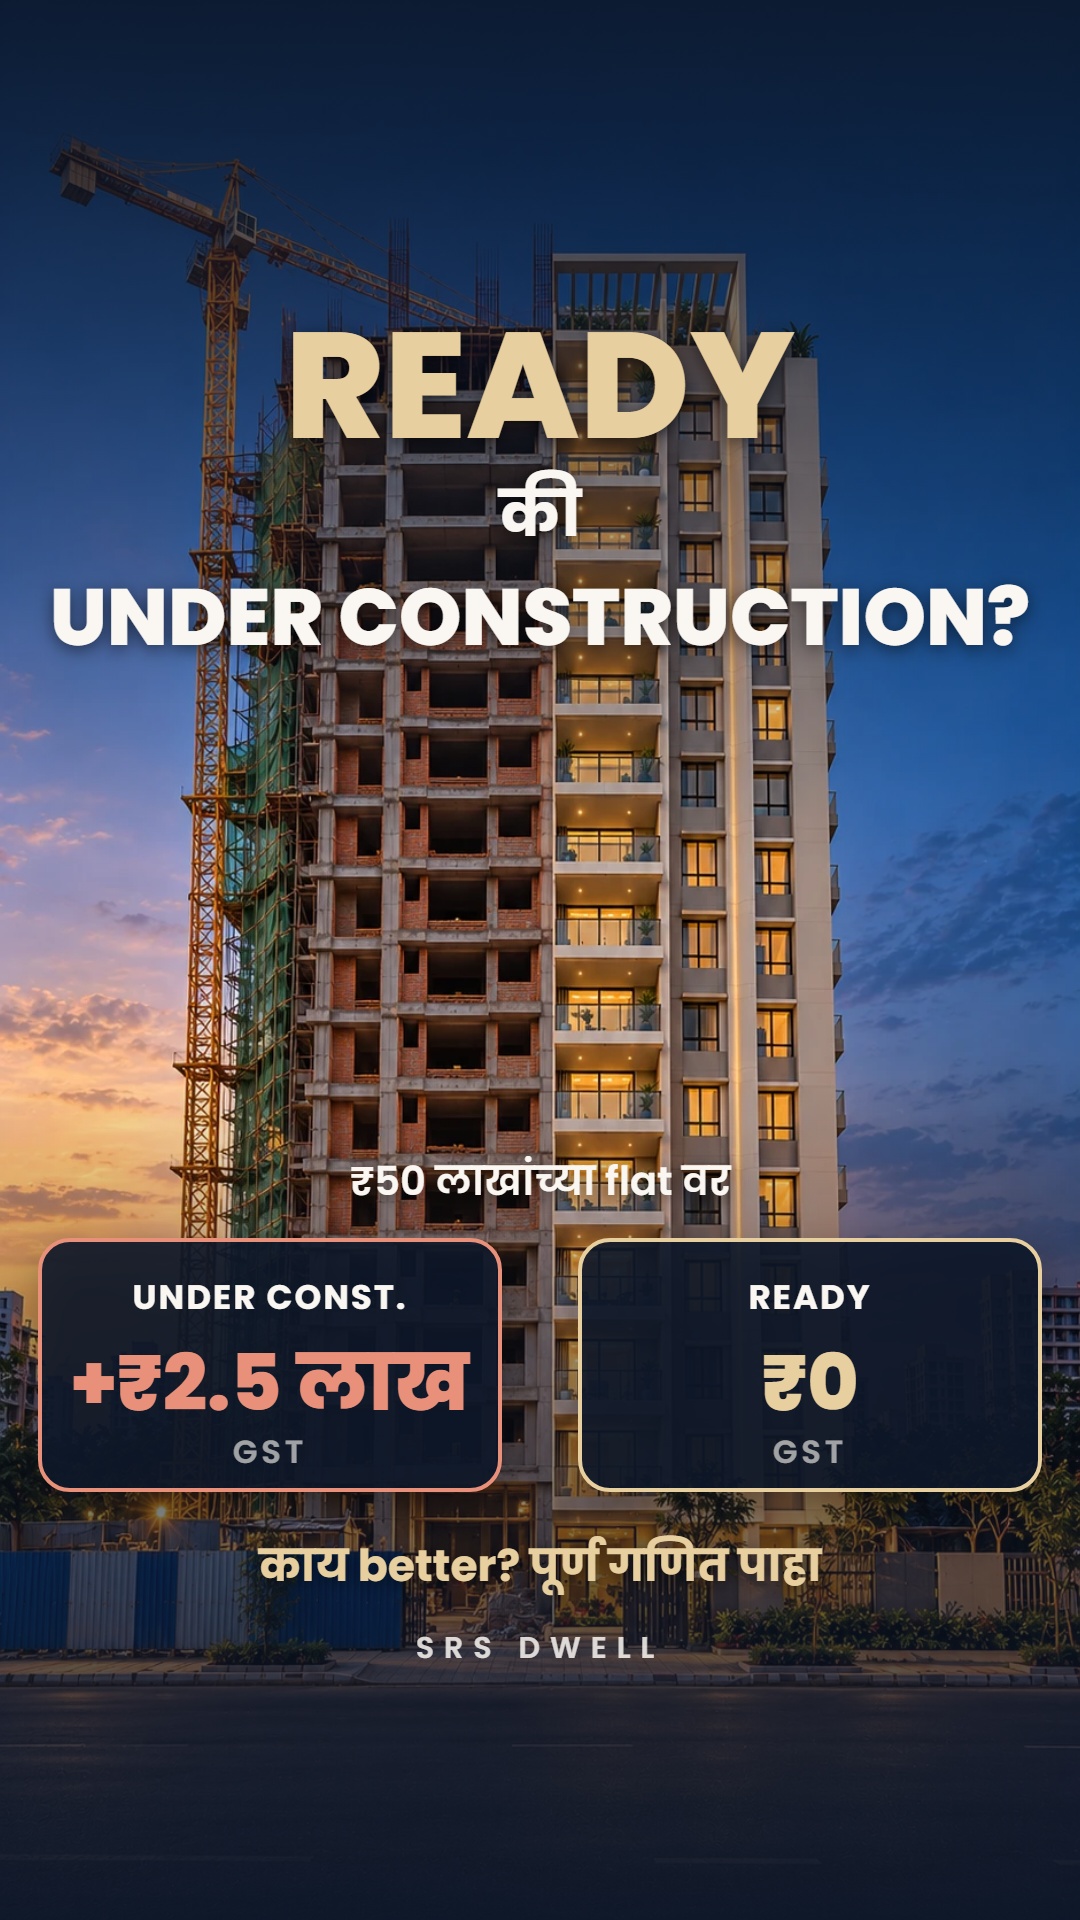 READY
की
UNDER CONSTRUCTION?
₹50 लाखांच्या flat वर
UNDER CONST.
+₹2.5 लाख
GST
READY
₹0
GST
काय better? पूर्ण गणित पाहा
SRS DWELL